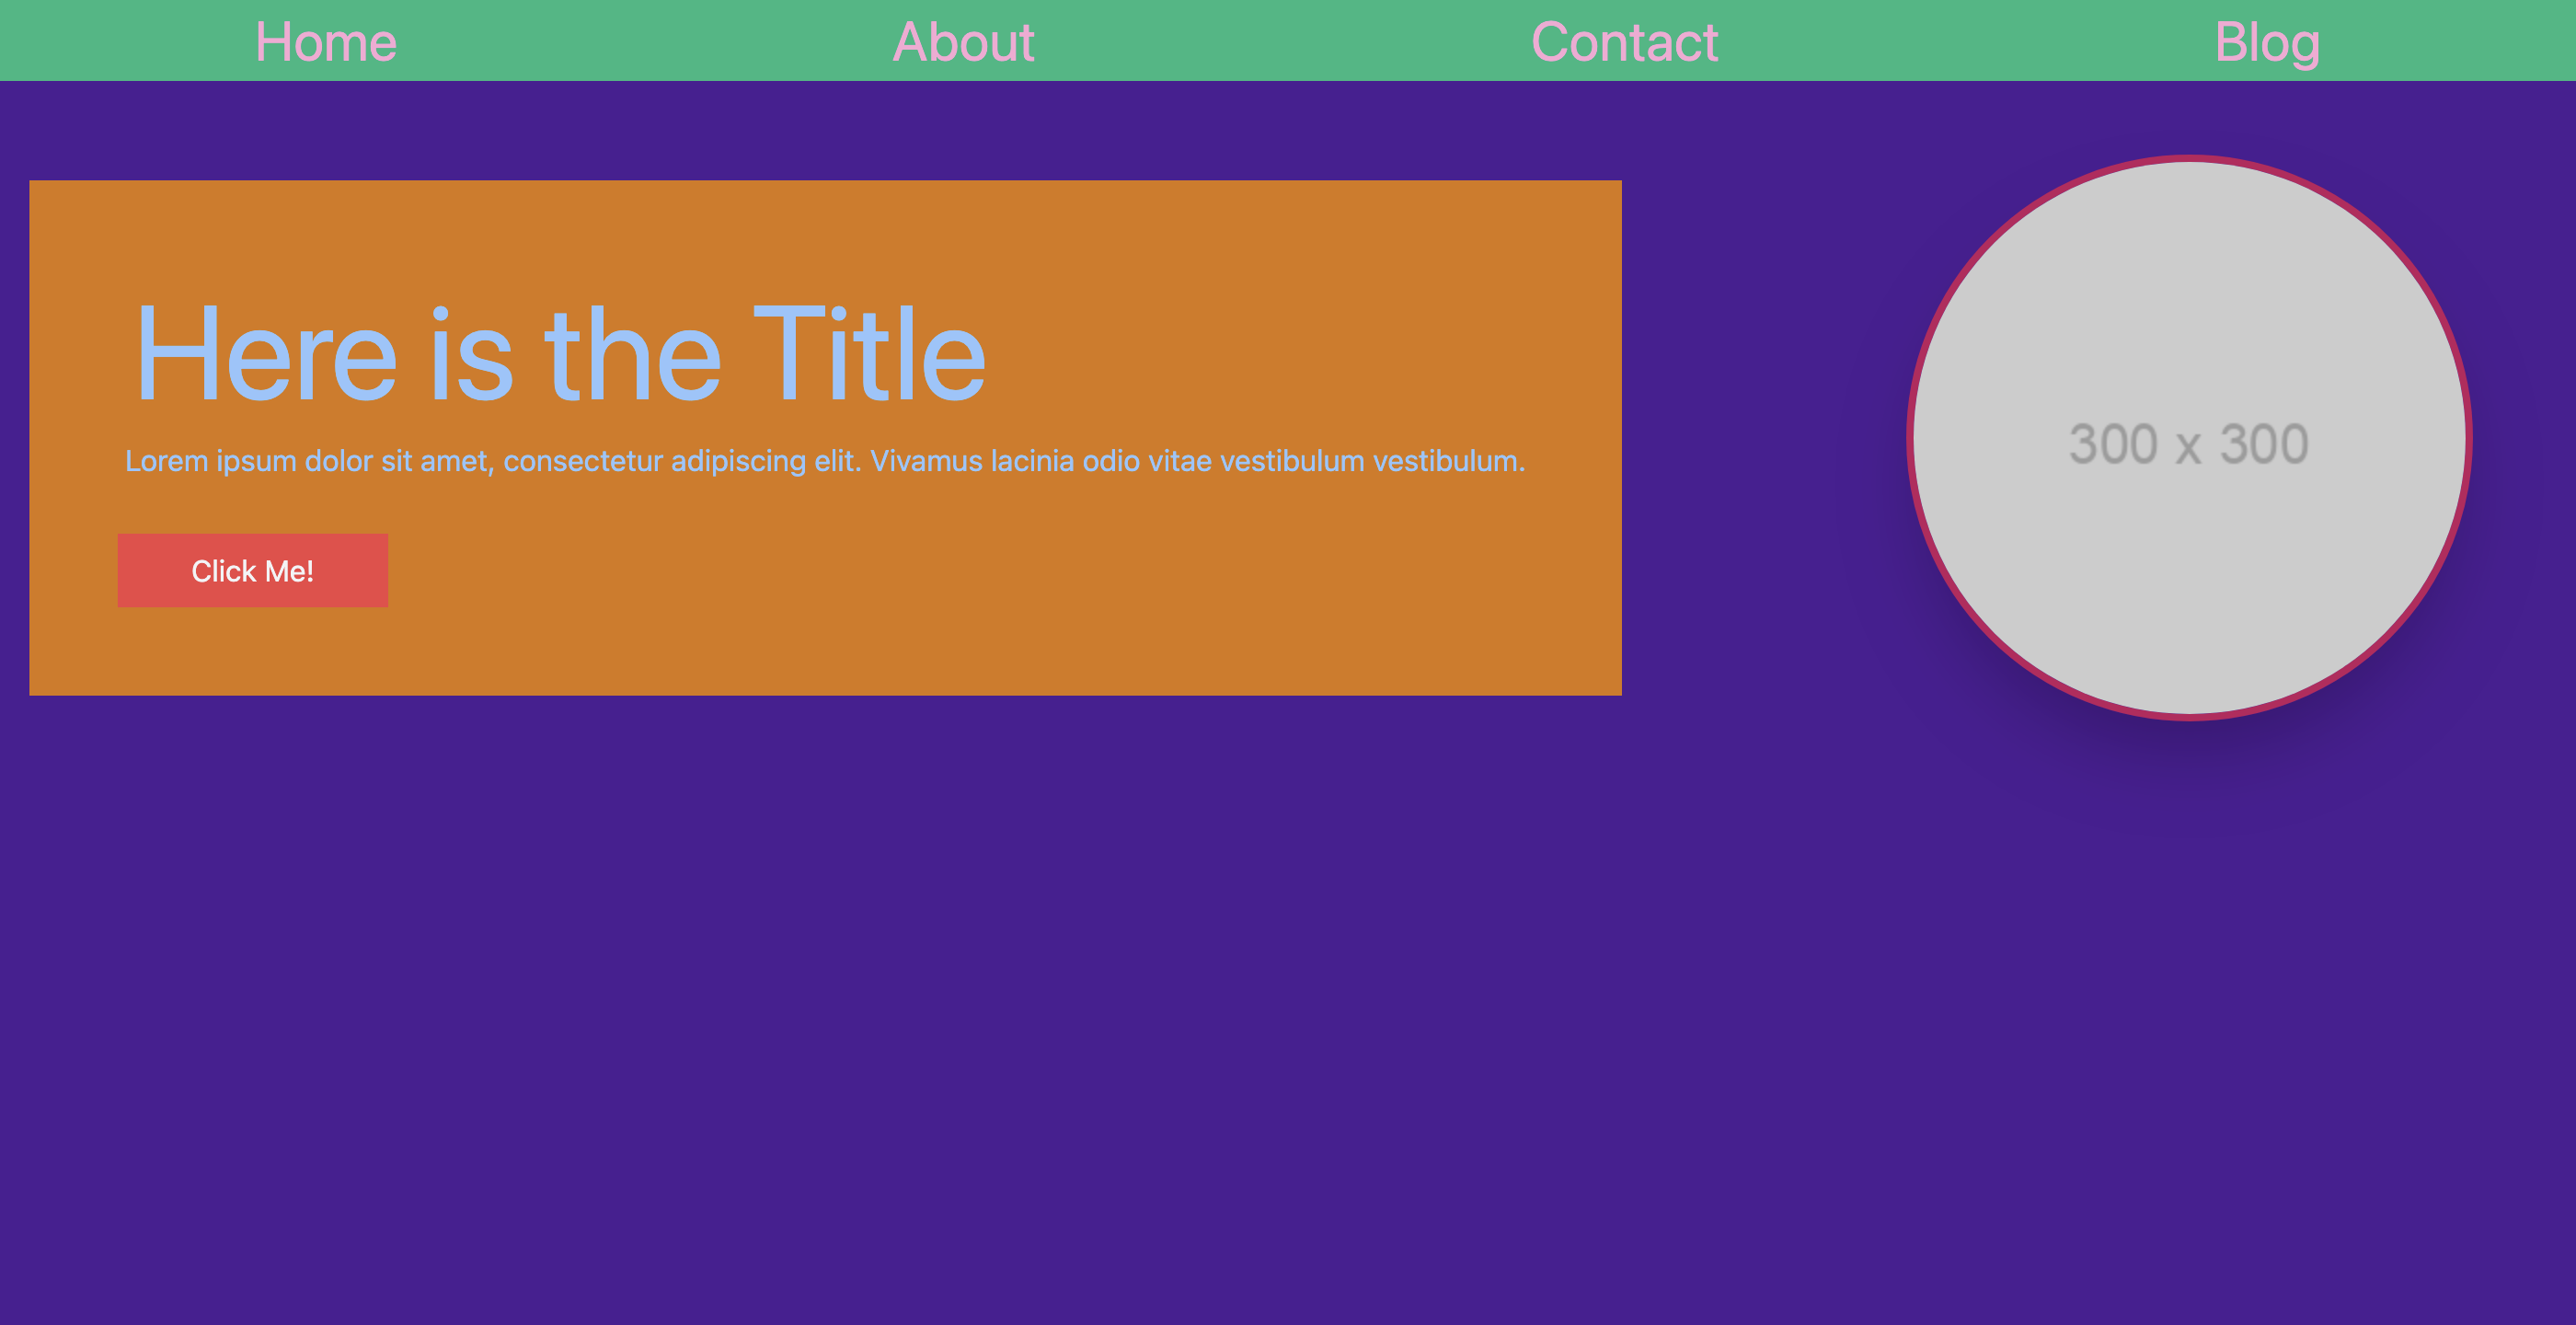 Home About Contact Blog
Here is the Title
Lorem ipsum dolor sit amet, consectetur adipiscing elit. Vivamus lacinia odio vitae vestibulum vestibulum.
300 x 300
Click Me!